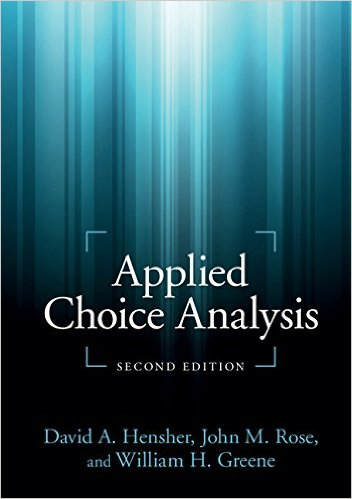 Applied
Choice Analysis
SECOND EDITION
David A. Hensher, John M. Rose,
and William H. Greene